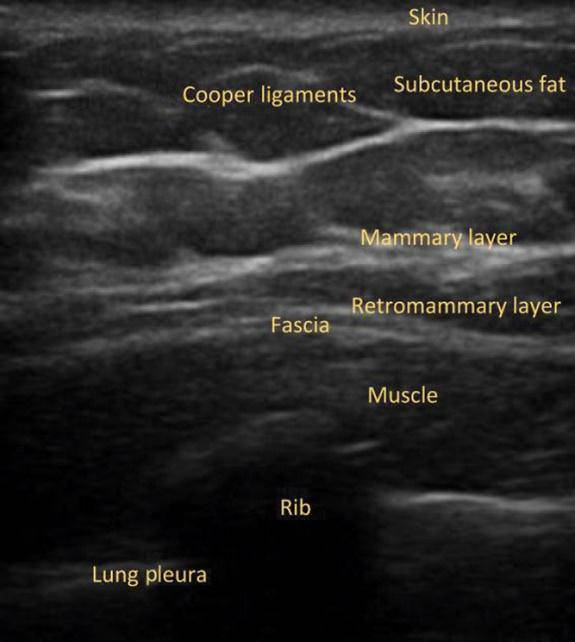 Skin
Subcutaneous fat
Cooper ligaments
Mammary layer
Retromammary layer
Fascia
Muscle
Rib
Lung pleura